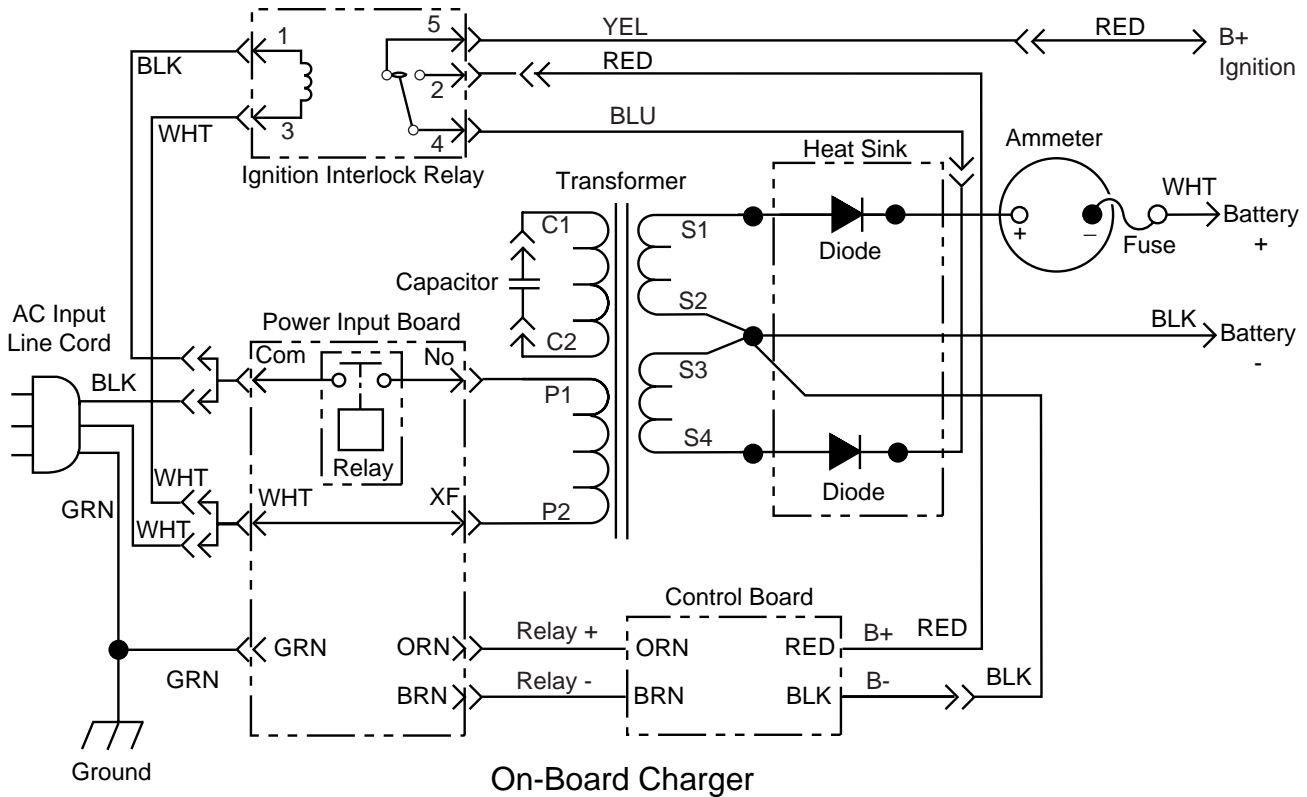 5
YEL
RED
B+
Ignition
1
BLK
RED
2
WHT
3
BLU
4
Ignition Interlock Relay
Heat Sink
Ammeter
Transformer
WHT
C1
S1
Battery
+
+
–
Diode
Fuse
Capacitor
S2
AC Input
Line Cord
Power Input Board
C2
BLK
Battery
-
Com
No
S3
BLK
P1
S4
Relay
WHT
GRN
WHT
XF
P2
Diode
WHT
Control Board
Relay +
B+
RED
GRN
ORN
ORN
RED
GRN
Relay -
B-
BLK
BRN
BRN
BLK
Ground
On-Board Charger